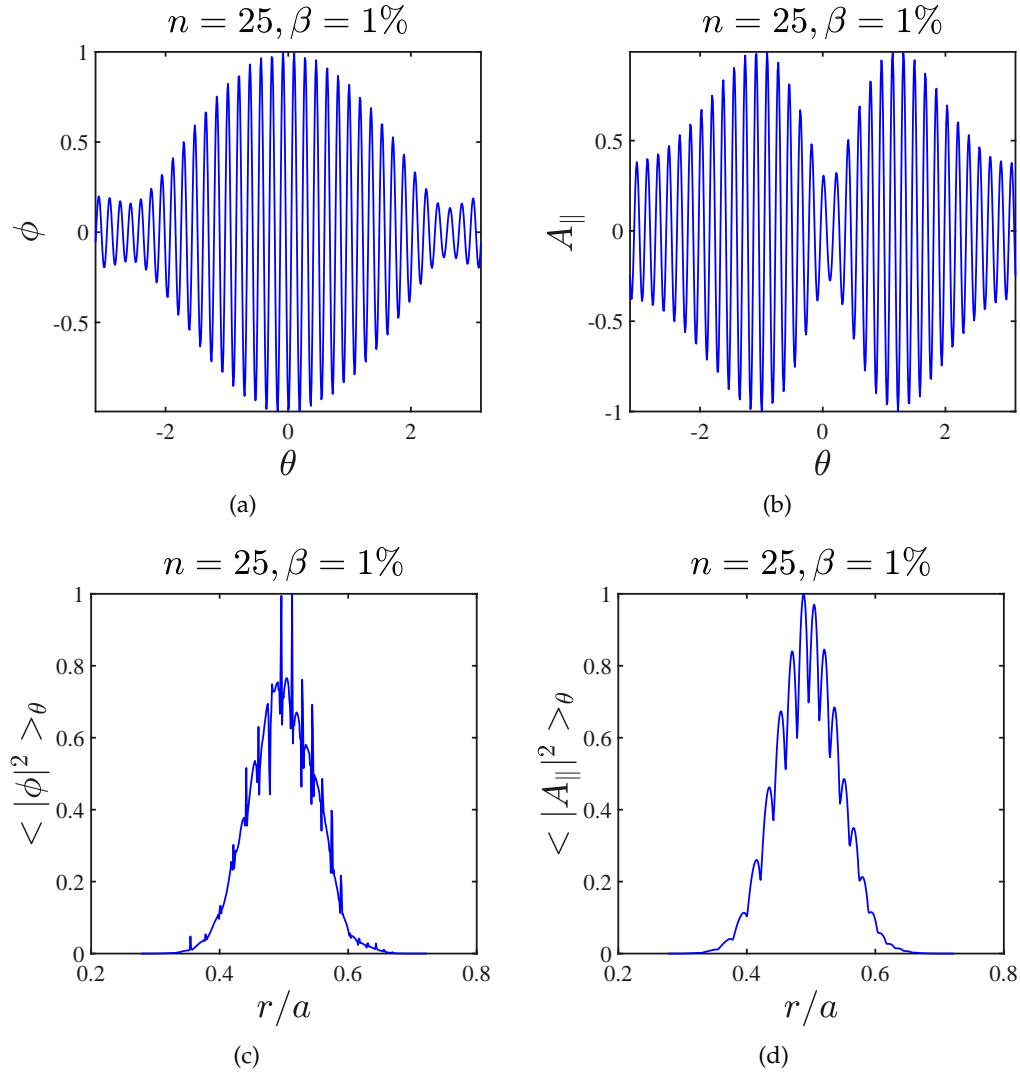 n = 25, β = 1%
1
0.5
0
-0.5
ϕ
-2
0
2
θ
(a)
n = 25, β = 1%
1
0.5
0
-0.5
-1
A∥
-2
0
2
θ
(b)
n = 25, β = 1%
1
0.8
0.6
0.4
0.2
0
< |ϕ|² >θ
0.2
0.4
0.6
0.8
r/a
(c)
n = 25, β = 1%
1
0.8
0.6
0.4
0.2
0
< |A∥|² >θ
0.2
0.4
0.6
0.8
r/a
(d)